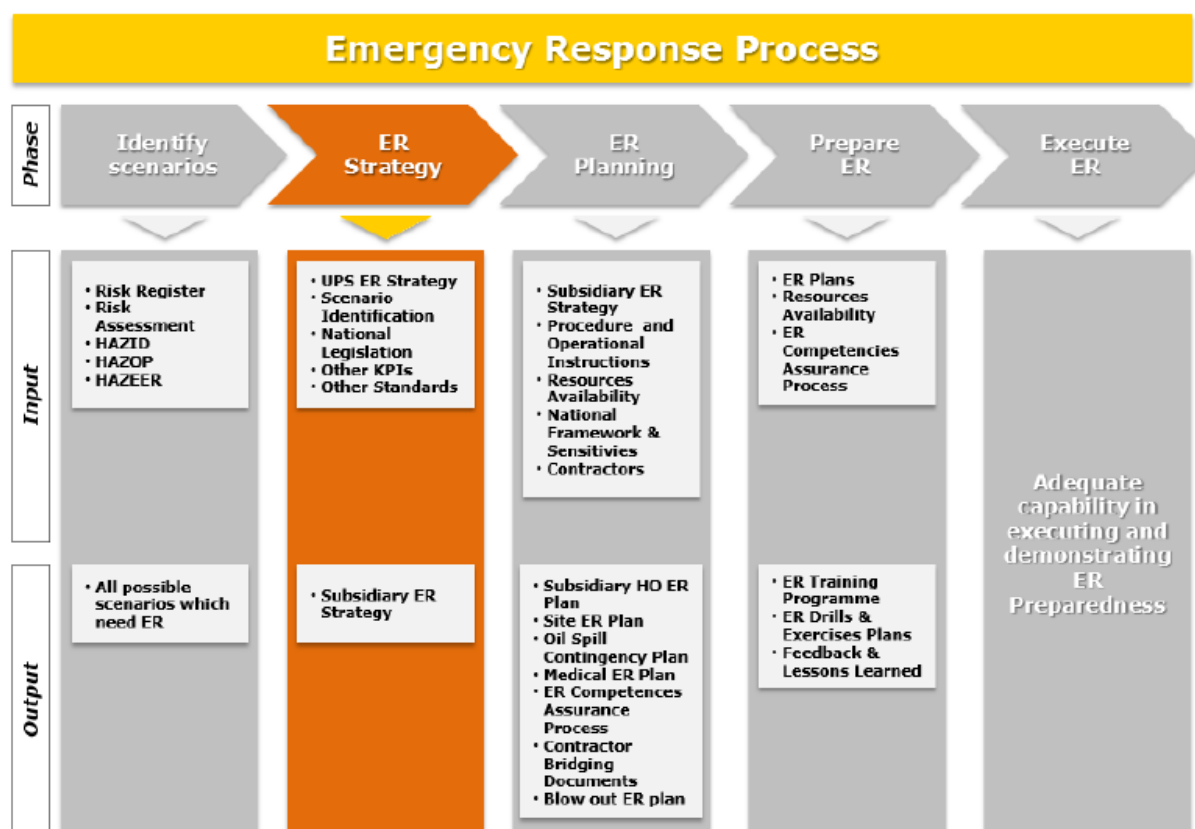 Emergency Response Process
Phase
Identify
scenarios
ER
Strategy
ER
Planning
Prepare
ER
Execute
ER
Input
• Risk Register
• Risk
Assessment
• HAZID
• HAZOP
• HAZEER
• UPS ER Strategy
• Scenario
Identification
• National
Legislation
• Other KPIs
• Other Standards
• Subsidiary ER
Strategy
• Procedure and
Operational
Instructions
• Resources
Availability
• National
Framework &
Sensitivies
• Contractors
• ER Plans
• Resources
Availability
• ER
Competencies
Assurance
Process
Adequate
capability in
executing and
demonstrating
ER
Preparedness
Output
• All possible
scenarios which
need ER
• Subsidiary ER
Strategy
• Subsidiary HO ER
Plan
• Site ER Plan
• Oil Spill
Contingency Plan
• Medical ER Plan
• ER Competences
Assurance
Process
• Contractor
Bridging
Documents
• Blow out ER plan
• ER Training
Programme
• ER Drills &
Exercises Plans
• Feedback &
Lessons Learned